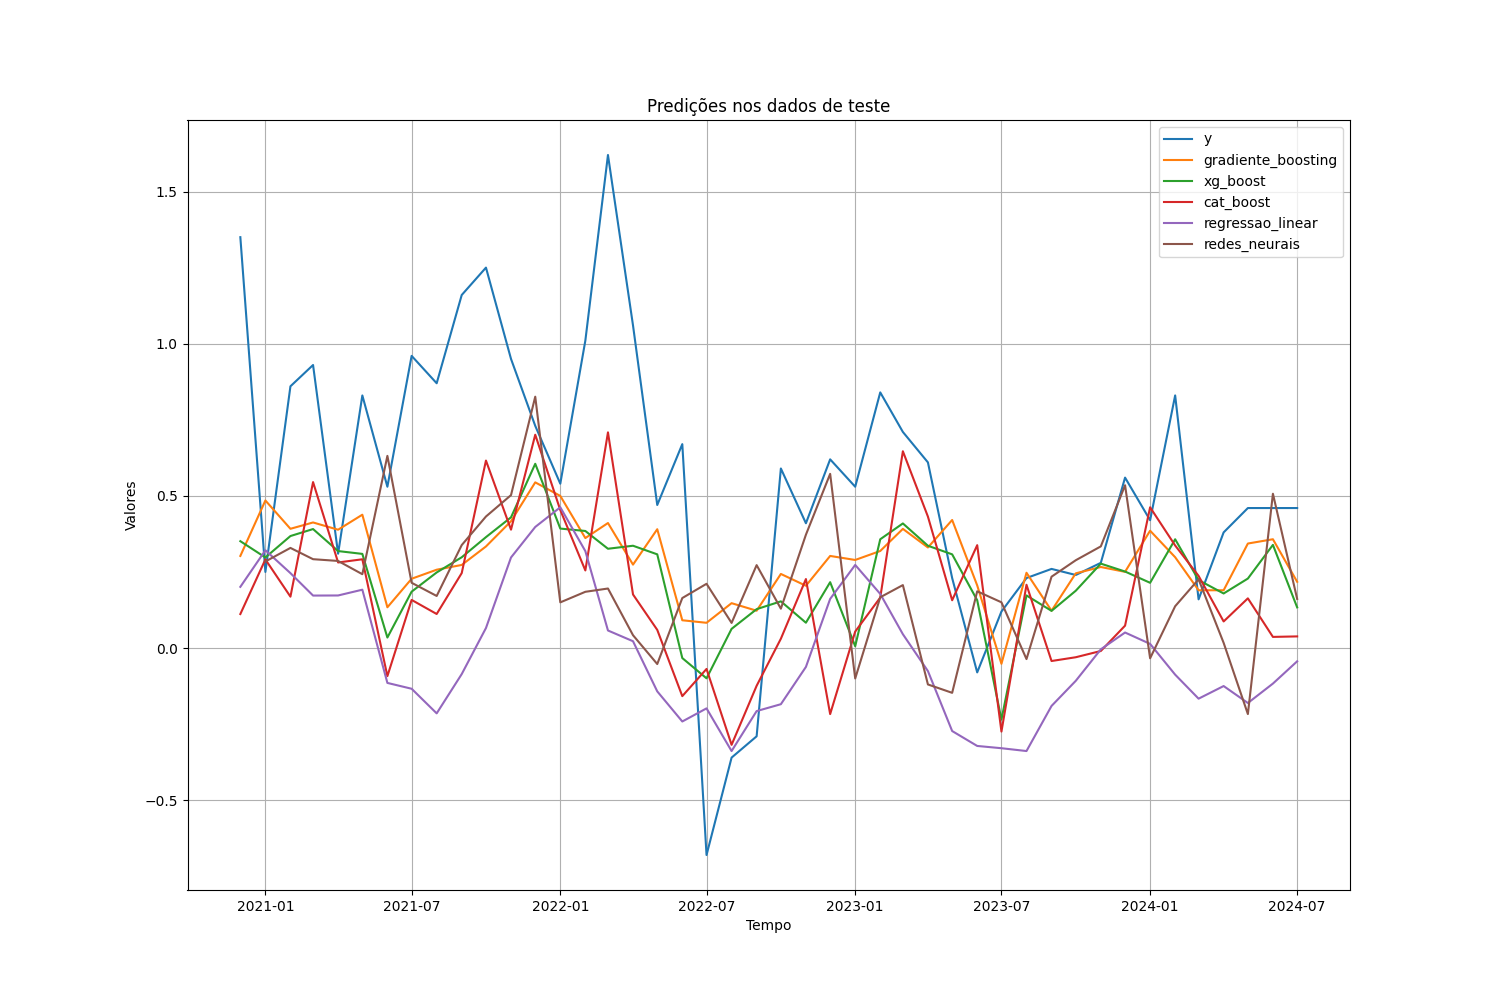 Predições nos dados de teste
y
gradiente_boosting
xg_boost
cat_boost
regressao_linear
redes_neurais
Valores
1.5
1.0
0.5
0.0
−0.5
2021-01 2021-07 2022-01 2022-07 2023-01 2023-07 2024-01 2024-07
Tempo